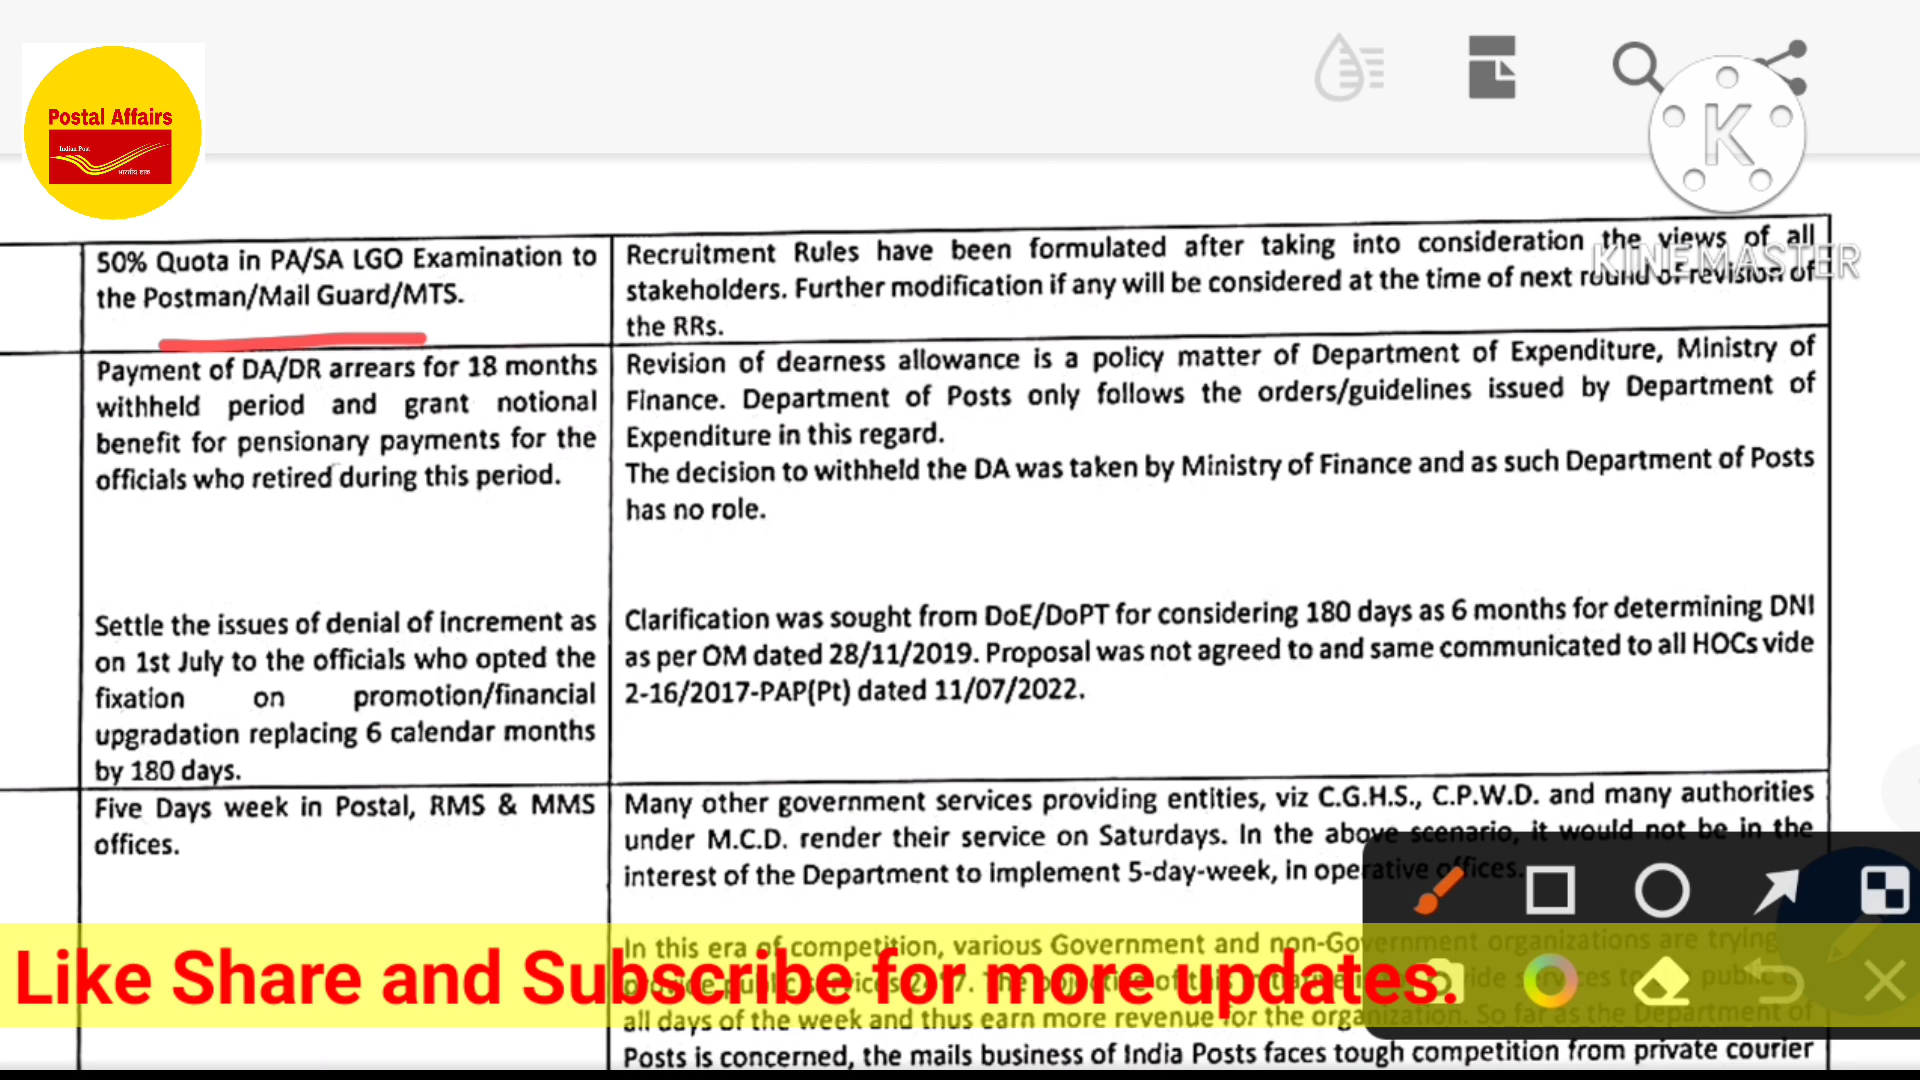 Postal Affairs
Indian Post
भारतीय डाक
K
KINEMASTER
50% Quota in PA/SA LGO Examination to
the Postman/Mail Guard/MTS.
Recruitment Rules have been formulated after taking into consideration the views of all
stakeholders. Further modification if any will be considered at the time of next round of revision of
the RRs.
Payment of DA/DR arrears for 18 months
withheld period and grant notional
benefit for pensionary payments for the
officials who retired during this period.
Revision of dearness allowance is a policy matter of Department of Expenditure, Ministry of
Finance. Department of Posts only follows the orders/guidelines issued by Department of
Expenditure in this regard.
The decision to withheld the DA was taken by Ministry of Finance and as such Department of Posts
has no role.
Settle the issues of denial of increment as
on 1st July to the officials who opted the
fixation on promotion/financial
upgradation replacing 6 calendar months
by 180 days.
Clarification was sought from DoE/DoPT for considering 180 days as 6 months for determining DNI
as per OM dated 28/11/2019. Proposal was not agreed to and same communicated to all HOCs vide
2-16/2017-PAP(Pt) dated 11/07/2022.
Five Days week in Postal, RMS & MMS
offices.
Many other government services providing entities, viz C.G.H.S., C.P.W.D. and many authorities
under M.C.D. render their service on Saturdays. In the above scenario, it would not be in the
interest of the Department to implement 5-day-week, in operative offices.
In this era of competition, various Government and non-Government organizations are trying
Like Share and Subscribe for more updates.
all days of the week and thus earn more revenue for the organization. So far as the Department of
Posts is concerned, the mails business of India Posts faces tough competition from private courier